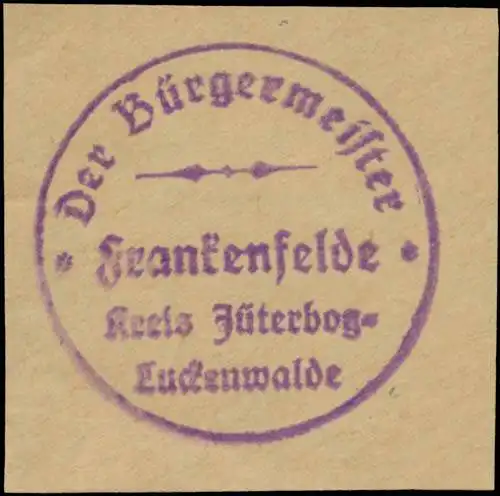 * Der Bürgermeiſter *
Frankenfelde
Kreis Jüterbog-
Luckenwalde